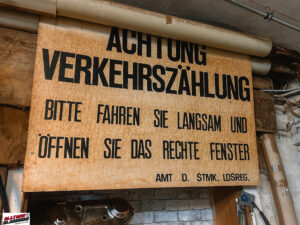 ACHTUNG
VERKEHRSZÄHLUNG
BITTE FAHREN SIE LANGSAM UND
ÖFFNEN SIE DAS RECHTE FENSTER
AMT D. STMK. LDSREG.